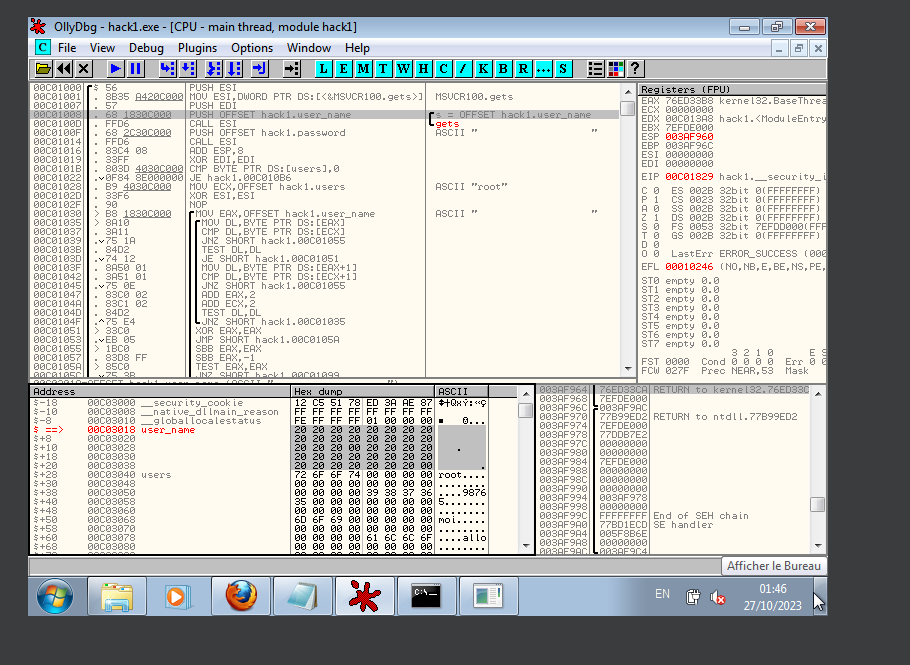 OllyDbg - hack1.exe - [CPU - main thread, module hack1]
C File View Debug Plugins Options Window Help
L E M T W H C / K B R ... S ?
00C01000 $ 56 PUSH ESI
00C01001 . 8B35 A420C000 MOV ESI,DWORD PTR DS:[<&MSVCR100.gets>] MSVCR100.gets
00C01007 . 57 PUSH EDI
00C01008 . 68 1830C000 PUSH OFFSET hack1.user_name s = OFFSET hack1.user_name
00C0100D . FFD6 CALL ESI gets
00C0100F . 68 2C30C000 PUSH OFFSET hack1.password ASCII " "
00C01014 . FFD6 CALL ESI
00C01016 . 83C4 08 ADD ESP,8
00C01019 . 33FF XOR EDI,EDI
00C0101B . 803D 4030C000 CMP BYTE PTR DS:[users],0
00C01022 . 0F84 8E000000 JE hack1.00C010B6
00C01028 . B9 4030C000 MOV ECX,OFFSET hack1.users ASCII "root"
00C0102D . 33F6 XOR ESI,ESI
00C0102F . 90 NOP
00C01030 > B8 1830C000 MOV EAX,OFFSET hack1.user_name ASCII " "
00C01035 > 8A10 MOV DL,BYTE PTR DS:[EAX]
00C01037 . 3A11 CMP DL,BYTE PTR DS:[ECX]
00C01039 . 75 1A JNZ SHORT hack1.00C01055
00C0103B . 84D2 TEST DL,DL
00C0103D . 74 12 JE SHORT hack1.00C01051
00C0103F . 8A50 01 MOV DL,BYTE PTR DS:[EAX+1]
00C01042 . 3A51 01 CMP DL,BYTE PTR DS:[ECX+1]
00C01045 . 75 0E JNZ SHORT hack1.00C01055
00C01047 . 83C0 02 ADD EAX,2
00C0104A . 83C1 02 ADD ECX,2
00C0104D . 84D2 TEST DL,DL
00C0104F . 75 E4 JNZ SHORT hack1.00C01035
00C01051 > 33C0 XOR EAX,EAX
00C01053 . EB 05 JMP SHORT hack1.00C0105A
00C01055 > 1BC0 SBB EAX,EAX
00C01057 . 83D8 FF SBB EAX,-1
00C0105A > 85C0 TEST EAX,EAX
00C0105C . 75 3B JNZ SHORT hack1.00C01099
Registers (FPU)
EAX 76ED33B8 kernel32.BaseThrea
ECX 00000000
EDX 00C013A8 hack1.<ModuleEntry
EBX 7EFDE000
ESP 003AF960
EBP 003AF96C
ESI 00000000
EDI 00000000
EIP 00C01829 hack1.__security_i
C 0 ES 002B 32bit 0(FFFFFFFF)
P 1 CS 0023 32bit 0(FFFFFFFF)
A 0 SS 002B 32bit 0(FFFFFFFF)
Z 1 DS 002B 32bit 0(FFFFFFFF)
S 0 FS 0053 32bit 7EFDD000(FFF
T 0 GS 002B 32bit 0(FFFFFFFF)
D 0
O 0 LastErr ERROR_SUCCESS (000
EFL 00010246 (NO,NB,E,BE,NS,PE,
ST0 empty 0.0
ST1 empty 0.0
ST2 empty 0.0
ST3 empty 0.0
ST4 empty 0.0
ST5 empty 0.0
ST6 empty 0.0
ST7 empty 0.0
3 2 1 0 E S
FST 0000 Cond 0 0 0 0 Err 0 0
FCW 027F Prec NEAR,53 Mask
Address Hex dump ASCII
$-18 00C03000 __security_cookie 12 C5 51 78 ED 3A AE 87
$-10 00C03008 __native_dllmain_reason FF FF FF FF FF FF FF FF
$-8 00C03010 __globallocalestatus FE FF FF FF 01 00 00 00
$ ==> 00C03018 user_name 20 20 20 20 20 20 20 20
$+8 00C03020 20 20 20 20 20 20 20 20
$+10 00C03028 20 20 20 20 20 20 20 20
$+18 00C03030 20 20 20 20 20 20 20 20
$+20 00C03038 20 20 20 20 20 20 20 20
$+28 00C03040 users 72 6F 6F 74 00 00 00 00 root....
$+30 00C03048 00 00 00 00 00 00 00 00 ........
$+38 00C03050 00 00 00 00 39 38 37 36 ....9876
$+40 00C03058 35 00 00 00 00 00 00 00 5.......
$+48 00C03060 00 00 00 00 00 00 00 00 ........
$+50 00C03068 6D 6F 69 00 00 00 00 00 moi.....
$+58 00C03070 00 00 00 00 00 00 00 00 ........
$+60 00C03078 00 00 00 00 61 6C 6C 6F ....allo
$+68 00C03080 00 00 00 00 00 00 00 00 ........
003AF964 76ED33CA RETURN to kernel32.76ED33C
003AF968 7EFDE000
003AF96C 003AF9AC
003AF970 77B99ED2 RETURN to ntdll.77B99ED2
003AF974 7EFDE000
003AF978 77DDB7E2
003AF97C 00000000
003AF980 00000000
003AF984 7EFDE000
003AF988 00000000
003AF98C 00000000
003AF990 00000000
003AF994 003AF978
003AF998 00000000
003AF99C FFFFFFFF End of SEH chain
003AF9A0 77BD1ECD SE handler
003AF9A4 005F8B6E
003AF9A8 00000000
003AF9AC 003AF9C4
Afficher le Bureau
EN
01:46
27/10/2023